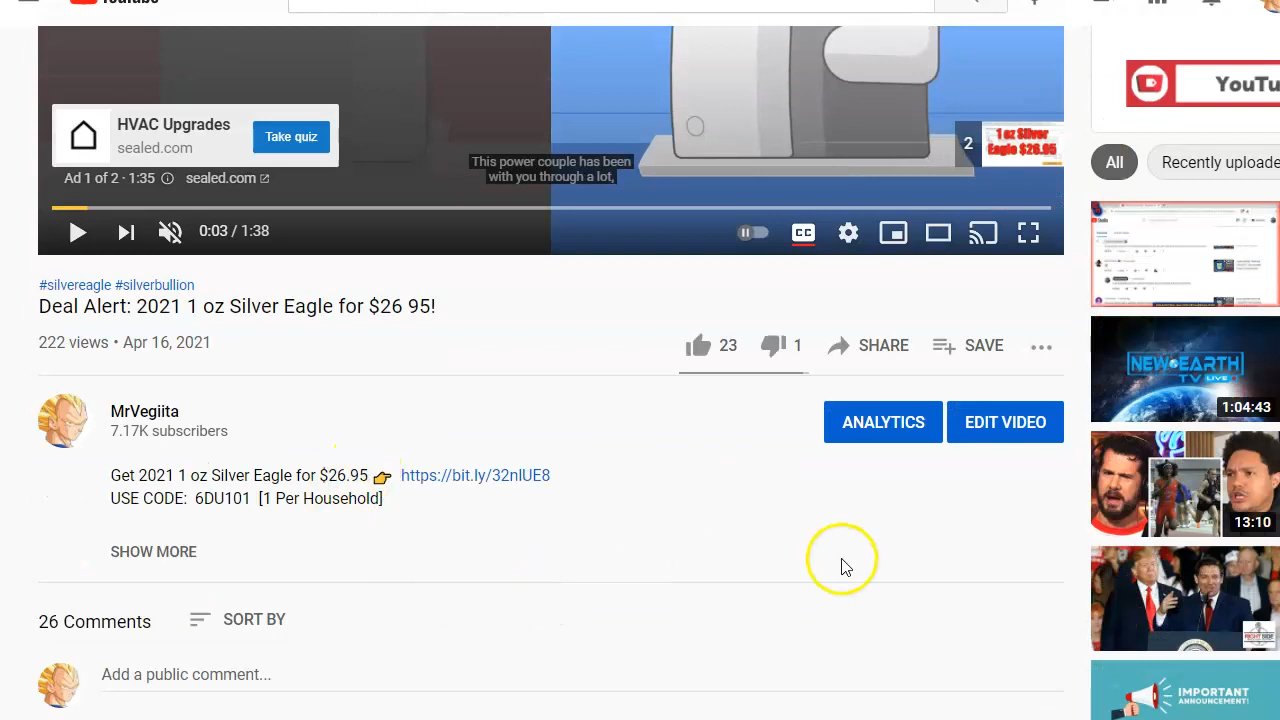 HVAC Upgrades
sealed.com
Take quiz
This power couple has been
with you through a lot,
2
1 oz Silver
Eagle $26.95
Ad 1 of 2 · 1:35
sealed.com
0:03 / 1:38
CC
#silvereagle #silverbullion
Deal Alert: 2021 1 oz Silver Eagle for $26 95!
222 views • Apr 16, 2021
23
1
SHARE
SAVE
MrVegiita
7.17K subscribers
ANALYTICS
EDIT VIDEO
Get 2021 1 oz Silver Eagle for $26.95 👉 https://bit.ly/32nIUE8
USE CODE: 6DU101 [1 Per Household]
SHOW MORE
26 Comments
SORT BY
Add a public comment...
All
NEW EARTH
TV LIVE
1:04:43
13:10
IMPORTANT
ANNOUNCEMENT!